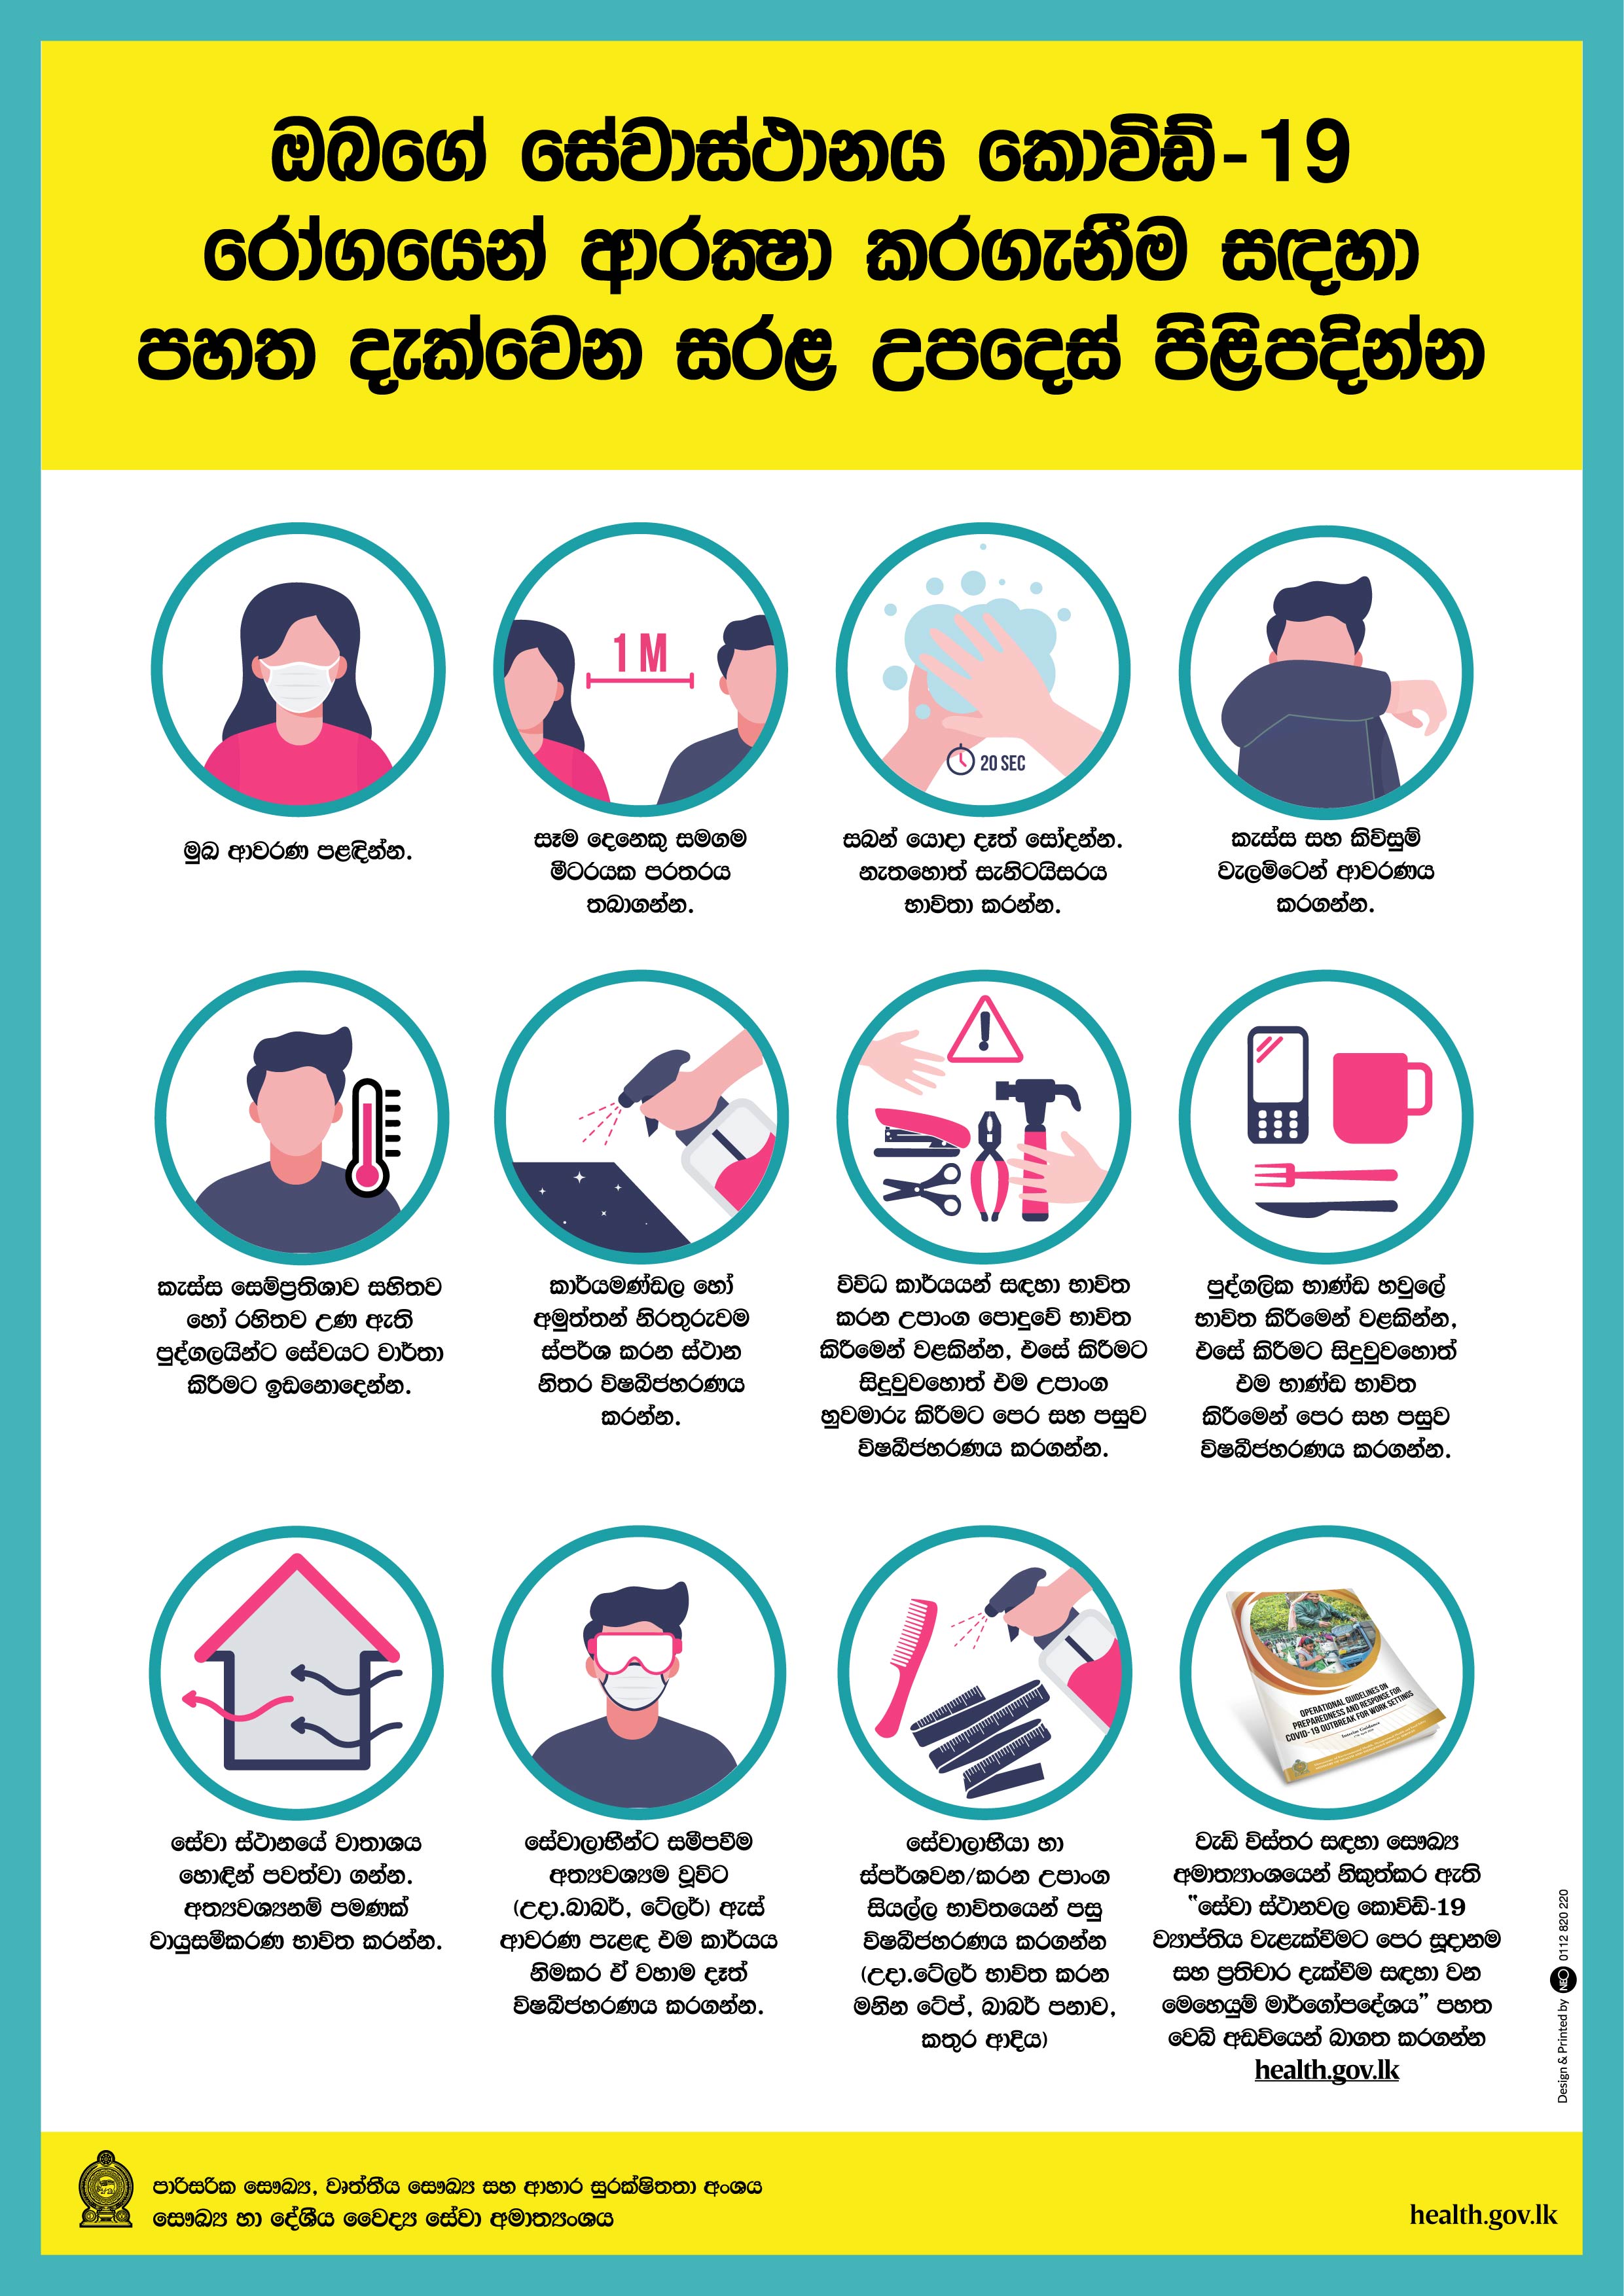 ඔබගේ සේවාස්ථානය කොවිඩ්-19
රෝගයෙන් ආරක්ෂා කරගැනීම සඳහා
පහත දැක්වෙන සරළ උපදෙස් පිළිපදින්න
මුඛ ආවරණ පළඳින්න.
1 M
සෑම දෙනෙකු සමගම
මීටරයක පරතරය
තබාගන්න.
20 SEC
සබන් යොදා දෑත් සෝදන්න.
නැතහොත් සැනිටයිසරය
භාවිතා කරන්න.
කැස්ස සහ කිවිසුම්
වැලමිටෙන් ආවරණය
කරගන්න.
කැස්ස සෙම්ප්‍රතිශාව සහිතව
හෝ රහිතව උණ ඇති
පුද්ගලයින්ට සේවයට වාර්තා
කිරීමට ඉඩනොදෙන්න.
කාර්යමණ්ඩල හෝ
අමුත්තන් නිරතුරුවම
ස්පර්ශ කරන ස්ථාන
නිතර විෂබීජහරණය
කරන්න.
විවිධ කාර්යයන් සඳහා භාවිත
කරන උපාංග පොදුවේ භාවිත
කිරීමෙන් වළකින්න, එසේ කිරීමට
සිදූවුවහොත් එම උපාංග
හුවමාරු කිරීමට පෙර සහ පසුව
විෂබීජහරණය කරගන්න.
පුද්ගලික භාණ්ඩ හවුලේ
භාවිත කිරීමෙන් වළකින්න,
එසේ කිරීමට සිදුවුවහොත්
එම භාණ්ඩ භාවිත
කිරීමෙන් පෙර සහ පසුව
විෂබීජහරණය කරගන්න.
සේවා ස්ථානයේ වාතාශය
හොඳින් පවත්වා ගන්න.
අත්‍යවශ්‍යනම් පමණක්
වායුසමීකරණ භාවිත කරන්න.
සේවාලාභීන්ට සමීපවීම
අත්‍යවශ්‍යම වූවිට
(උදා.බාබර්, ටේලර්) ඇස්
ආවරණ පැළඳ එම කාර්යය
නිමකර ඒ වහාම දෑත්
විෂබීජහරණය කරගන්න.
සේවාලාභියා හා
ස්පර්ශවන/කරන උපාංග
සියල්ල භාවිතයෙන් පසු
විෂබීජහරණය කරගන්න
(උදා.ටේලර් භාවිත කරන
මනින ටේප්, බාබර් පනාව,
කතුර ආදිය)
OPERATIONAL GUIDELINES ON
PREPAREDNESS AND RESPONSE FOR
COVID-19 OUTBREAK FOR WORK SETTINGS
Interim Guidance
වැඩි විස්තර සඳහා සෞඛ්‍ය
අමාත්‍යාංශයෙන් නිකුත්කර ඇති
“සේවා ස්ථානවල කොවිඩ්-19
ව්‍යාප්තිය වැළැක්වීමට පෙර සූදානම
සහ ප්‍රතිචාර දැක්වීම සඳහා වන
මෙහෙයුම් මාර්ගෝපදේශය” පහත
වෙබ් අඩවියෙන් බාගත කරගන්න
health.gov.lk
Design & Printed by NEO 0112 820 220
පාරිසරික සෞඛ්‍ය, වෘත්තීය සෞඛ්‍ය සහ ආහාර සුරක්ෂිතතා අංශය
සෞඛ්‍ය හා දේශීය වෛද්‍ය සේවා අමාත්‍යංශය
health.gov.lk